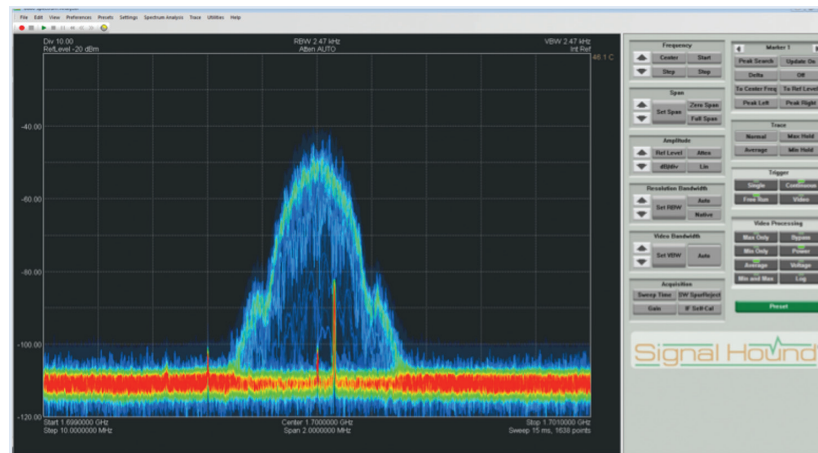 File Edit View Preferences Presets Settings Spectrum Analysis Trace Utilities Help
Div 10.00 RBW 2.47 kHz VBW 2.47 kHz
RefLevel -20 dBm Atten AUTO Int Ref
46.1 C
-40.00
-60.00
-80.00
-100.00
-120.00
Start 1.6990000 GHz Center 1.7000000 GHz Stop 1.7010000 GHz
Step 10.0000000 MHz Span 2.0000000 MHz Sweep 15 ms, 1638 points
Frequency
Center Start
Step Stop
Span
Set Span Zero Span
Full Span
Amplitude
Ref Level Atten
dB/div Lin
Resolution Bandwidth
Set RBW Auto
Native
Video Bandwidth
Set VBW Auto
Acquisition
Sweep Time SW SpurReject
Gate IF Self-Cal
Marker 1
Peak Search Update On
Delta Off
To Center Freq To Ref Level
Peak Left Peak Right
Trace
Normal Max Hold
Average Min Hold
Trigger
Single Continuous
Free Run Video
Video Processing
Max Only Bypass
Min Only Power
Average Voltage
Min and Max Log
Preset
Signal Hound